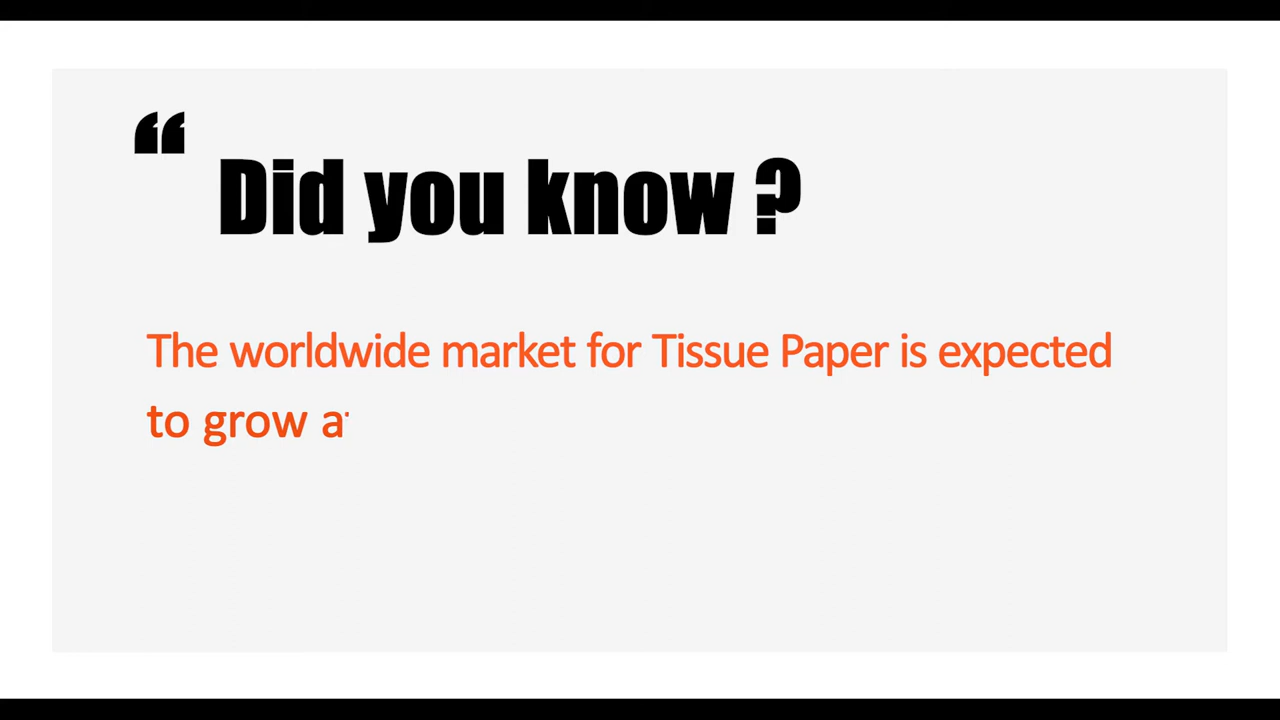 “
Did you know ?
The worldwide market for Tissue Paper is expected
to grow a